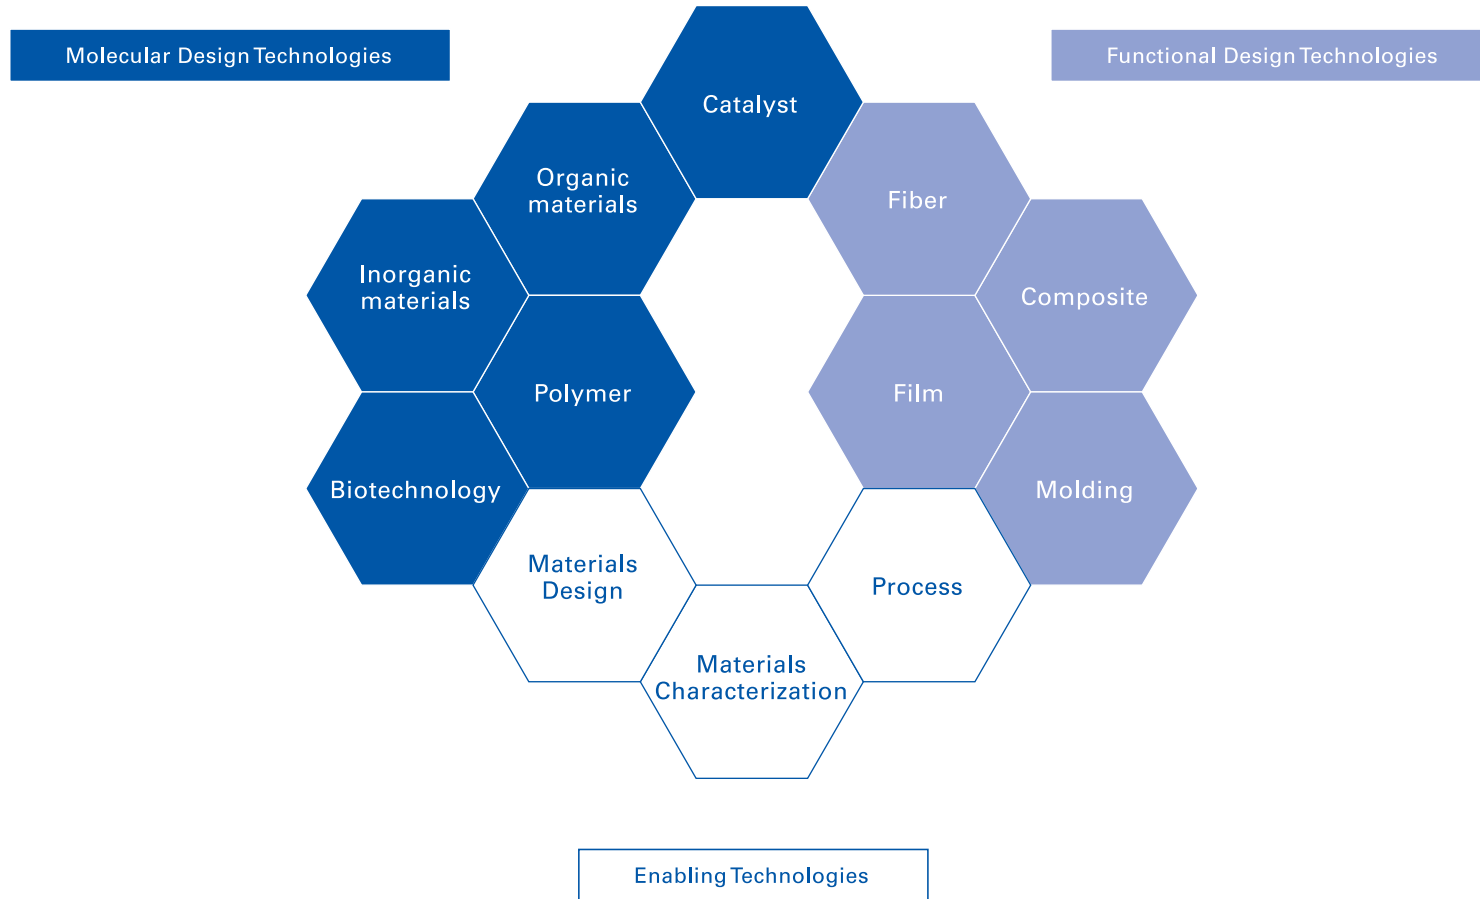 Molecular Design Technologies
Functional Design Technologies
Catalyst
Organic
materials
Fiber
Inorganic
materials
Composite
Polymer
Film
Biotechnology
Molding
Materials
Design
Process
Materials
Characterization
Enabling Technologies